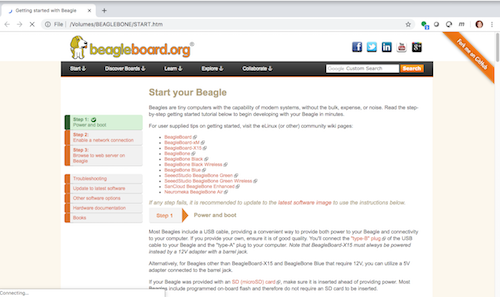 Getting started with Beagle
File | /Volumes/BEAGLEBONE/START.htm
beagleboard.org
Fork me on GitHub
Start
Discover Boards
Learn
Explore
Collaborate
Google Custom Search
Search
Start your Beagle
Beagles are tiny computers with the capability of modern systems, without the bulk, expense, or noise. Read the step-
by-step getting started tutorial below to begin developing with your Beagle in minutes.
For user supplied tips on getting started, visit the eLinux (or other) community wiki pages:
BeagleBoard
BeagleBoard-xM
BeagleBoard-X15
BeagleBone
BeagleBone Black
BeagleBone Black Wireless
BeagleBone Blue
SeeedStudio BeagleBone Green
SeeedStudio BeagleBone Green Wireless
SanCloud BeagleBone Enhanced
Neuromeka BeagleBone Air
If any step fails, it is recommended to update to the latest software image to use the instructions below.
Step 1
Power and boot
Most Beagles include a USB cable, providing a convenient way to provide both power to your Beagle and connectivity
to your computer. If you provide your own, ensure it is of good quality. You'll connect the "type-B" plug of the USB
cable to your Beagle and the "type-A" plug to your computer. Note that BeagleBoard-X15 must always be powered
instead by a 12V adapter with a barrel jack.
Alternatively, for Beagles other than BeagleBoard-X15 and BeagleBone Blue that require 12V, you can utilize a 5V
adapter connected to the barrel jack.
If your Beagle was provided with an SD (microSD) card, make it is inserted ahead of providing power. Most
Beagles include programmed on-board flash and therefore do not require an SD card to be inserted.
Step 1:
Power and boot
Step 2:
Enable a network connection
Step 3:
Browse to web server on
Beagle
Troubleshooting
Update to latest software
Other software options
Hardware documentation
Books
Connecting...